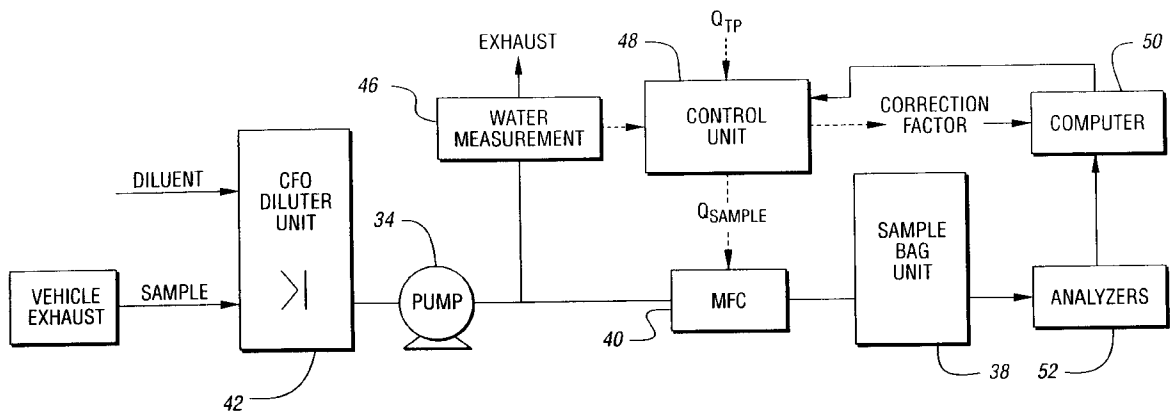 Q_TP
EXHAUST
48
50
46
WATER
MEASUREMENT
CONTROL
UNIT
CORRECTION
FACTOR
COMPUTER
DILUENT
CFO
DILUTER
UNIT
34
Q_SAMPLE
SAMPLE
BAG
UNIT
VEHICLE
EXHAUST
SAMPLE
PUMP
MFC
ANALYZERS
40
42
38
52